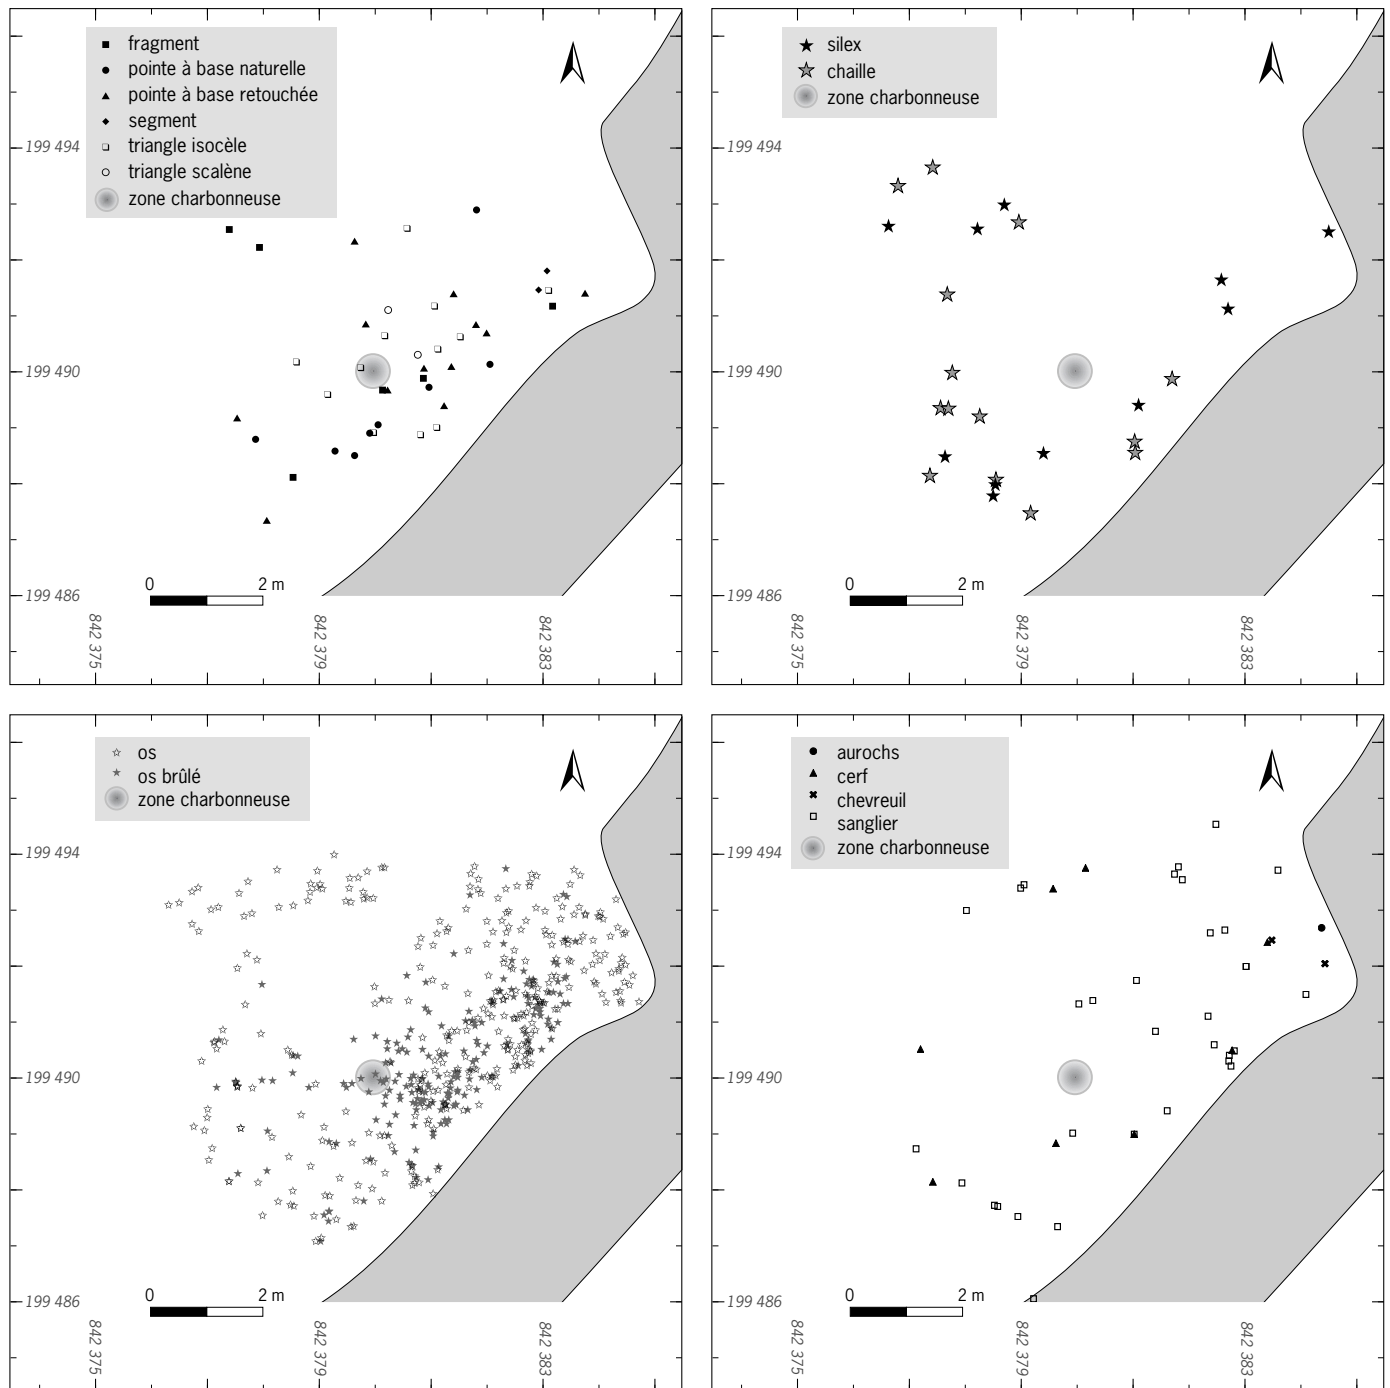 fragment
pointe à base naturelle
pointe à base retouchée
segment
triangle isocèle
triangle scalène
zone charbonneuse
199 494
199 490
199 486
0 2 m
842 375
842 379
842 383
silex
chaille
zone charbonneuse
199 494
199 490
199 486
0 2 m
842 375
842 379
842 383
os
os brûlé
zone charbonneuse
199 494
199 490
199 486
0 2 m
842 375
842 379
842 383
aurochs
cerf
chevreuil
sanglier
zone charbonneuse
199 494
199 490
199 486
0 2 m
842 375
842 379
842 383